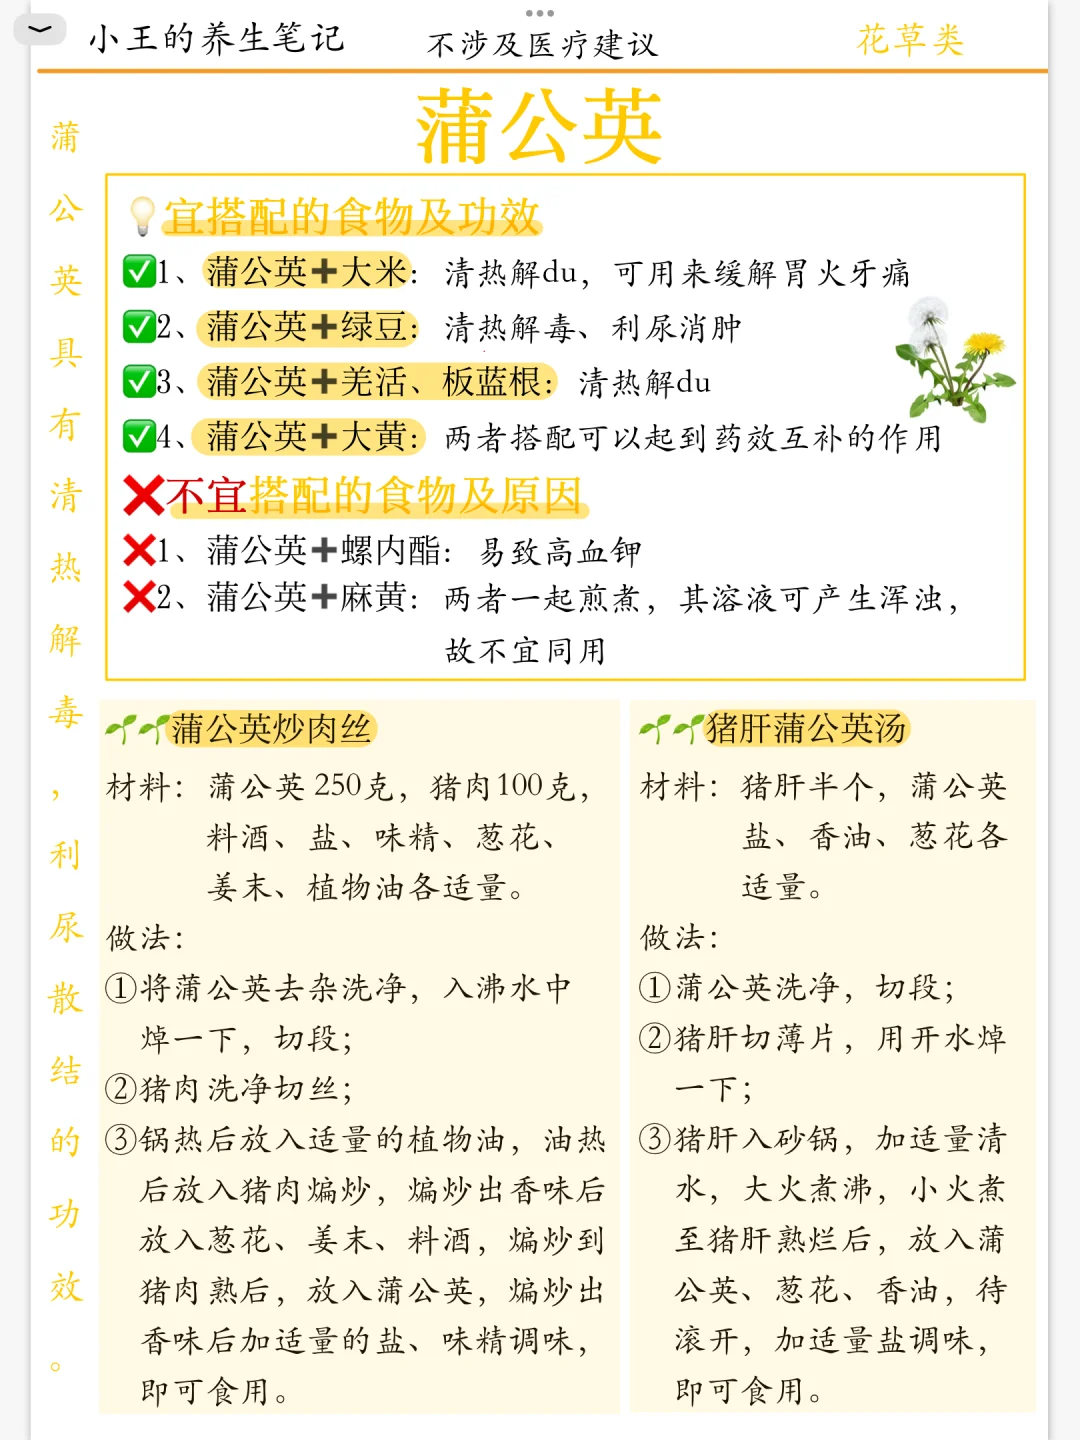 小王的养生笔记
不涉及医疗建议
花草类
蒲公英
蒲公英具有清热解毒，利尿散结的功效。
宜搭配的食物及功效
1、蒲公英➕大米：清热解du，可用来缓解胃火牙痛
2、蒲公英➕绿豆：清热解毒、利尿消肿
3、蒲公英➕羌活、板蓝根：清热解du
4、蒲公英➕大黄：两者搭配可以起到药效互补的作用
不宜搭配的食物及原因
1、蒲公英➕螺内酯：易致高血钾
2、蒲公英➕麻黄：两者一起煎煮，其溶液可产生浑浊，
故不宜同用
蒲公英炒肉丝
材料：蒲公英 250克，猪肉100克，
料酒、盐、味精、葱花、
姜末、植物油各适量。
做法：
①将蒲公英去杂洗净，入沸水中
焯一下，切段；
②猪肉洗净切丝；
③锅热后放入适量的植物油，油热
后放入猪肉煸炒，煸炒出香味后
放入葱花、姜末、料酒，煸炒到
猪肉熟后，放入蒲公英，煸炒出
香味后加适量的盐、味精调味，
即可食用。
猪肝蒲公英汤
材料：猪肝半个，蒲公英
盐、香油、葱花各
适量。
做法：
①蒲公英洗净，切段；
②猪肝切薄片，用开水焯
一下；
③猪肝入砂锅，加适量清
水，大火煮沸，小火煮
至猪肝熟烂后，放入蒲
公英、葱花、香油，待
滚开，加适量盐调味，
即可食用。